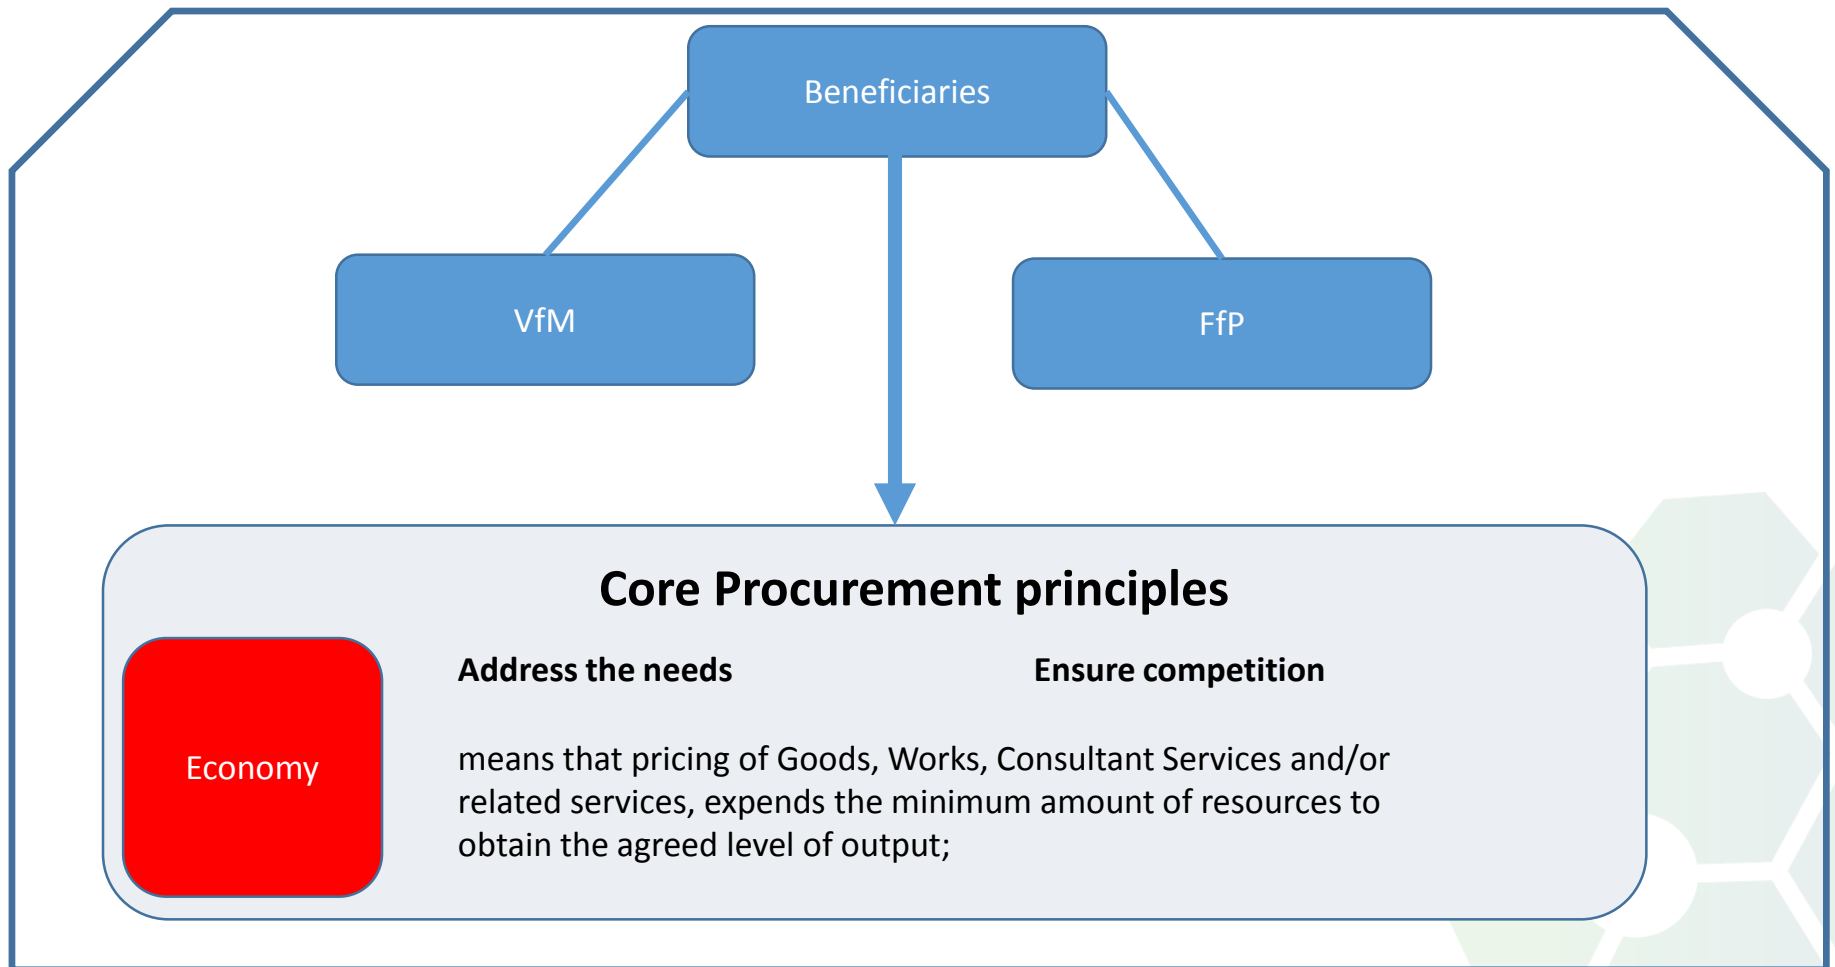 Beneficiaries
VfM
FfP
Core Procurement principles
Address the needs
Ensure competition
Economy
means that pricing of Goods, Works, Consultant Services and/or
related services, expends the minimum amount of resources to
obtain the agreed level of output;